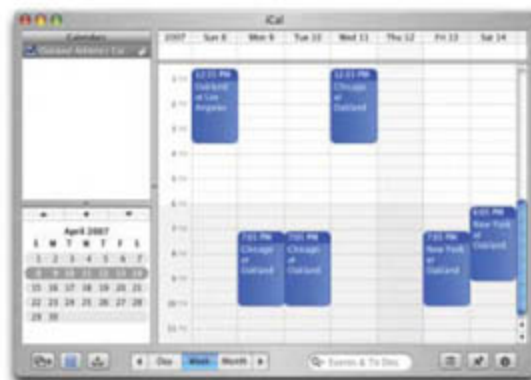 iCal
Calendars
Oakland Athletics Cal...
2007 Sun 8 Mon 9 Tue 10 Wed 11 Thu 12 Fri 13 Sat 14
12:35 PM
Chicago
at
Oakland
Oakland
at Los
Angeles
April 2007
S M T W T F S
1 2 3 4 5 6 7
8 9 10 11 12 13 14
15 16 17 18 19 20 21
22 23 24 25 26 27 28
29 30
7:05 PM
Chicago
at
Oakland
7:05 PM
Chicago
at
Oakland
7:05 PM
New York
at
Oakland
6:05 PM
New York
at
Oakland
Day Week Month
Events & To Dos